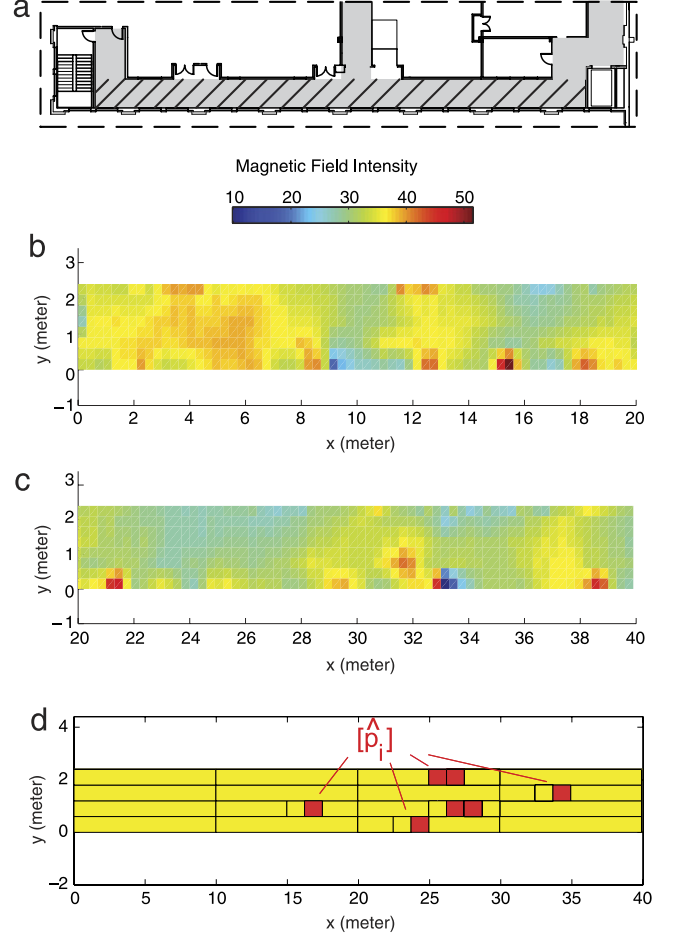 a
Magnetic Field Intensity
10 20 30 40 50
b
3
2
1
0
−1
y (meter)
0 2 4 6 8 10 12 14 16 18 20
x (meter)
c
3
2
1
0
−1
y (meter)
20 22 24 26 28 30 32 34 36 38 40
x (meter)
d
[p̂i]
4
2
0
−2
y (meter)
0 5 10 15 20 25 30 35 40
x (meter)